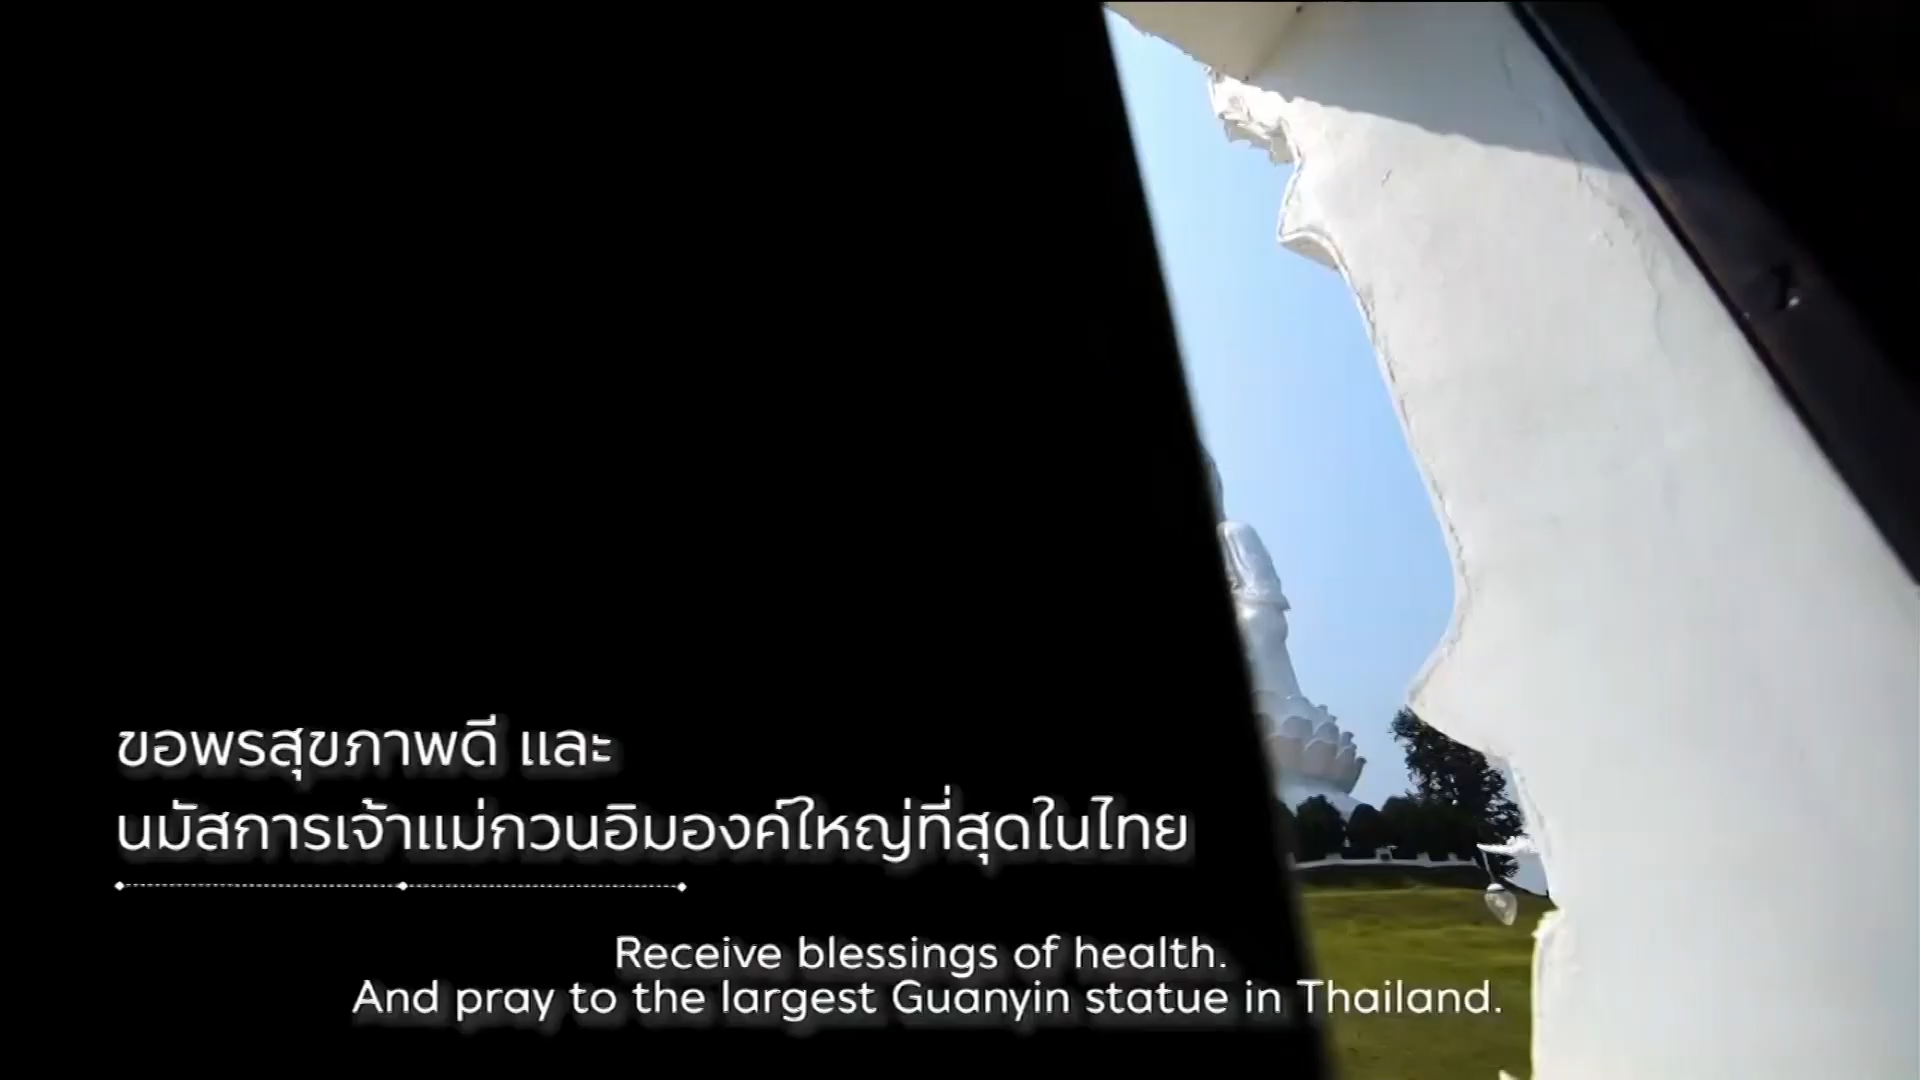 ขอพรสุขภาพดี และ
นมัสการเจ้าแม่กวนอิมองค์ใหญ่ที่สุดในไทย
Receive blessings of health.
And pray to the largest Guanyin statue in Thailand.